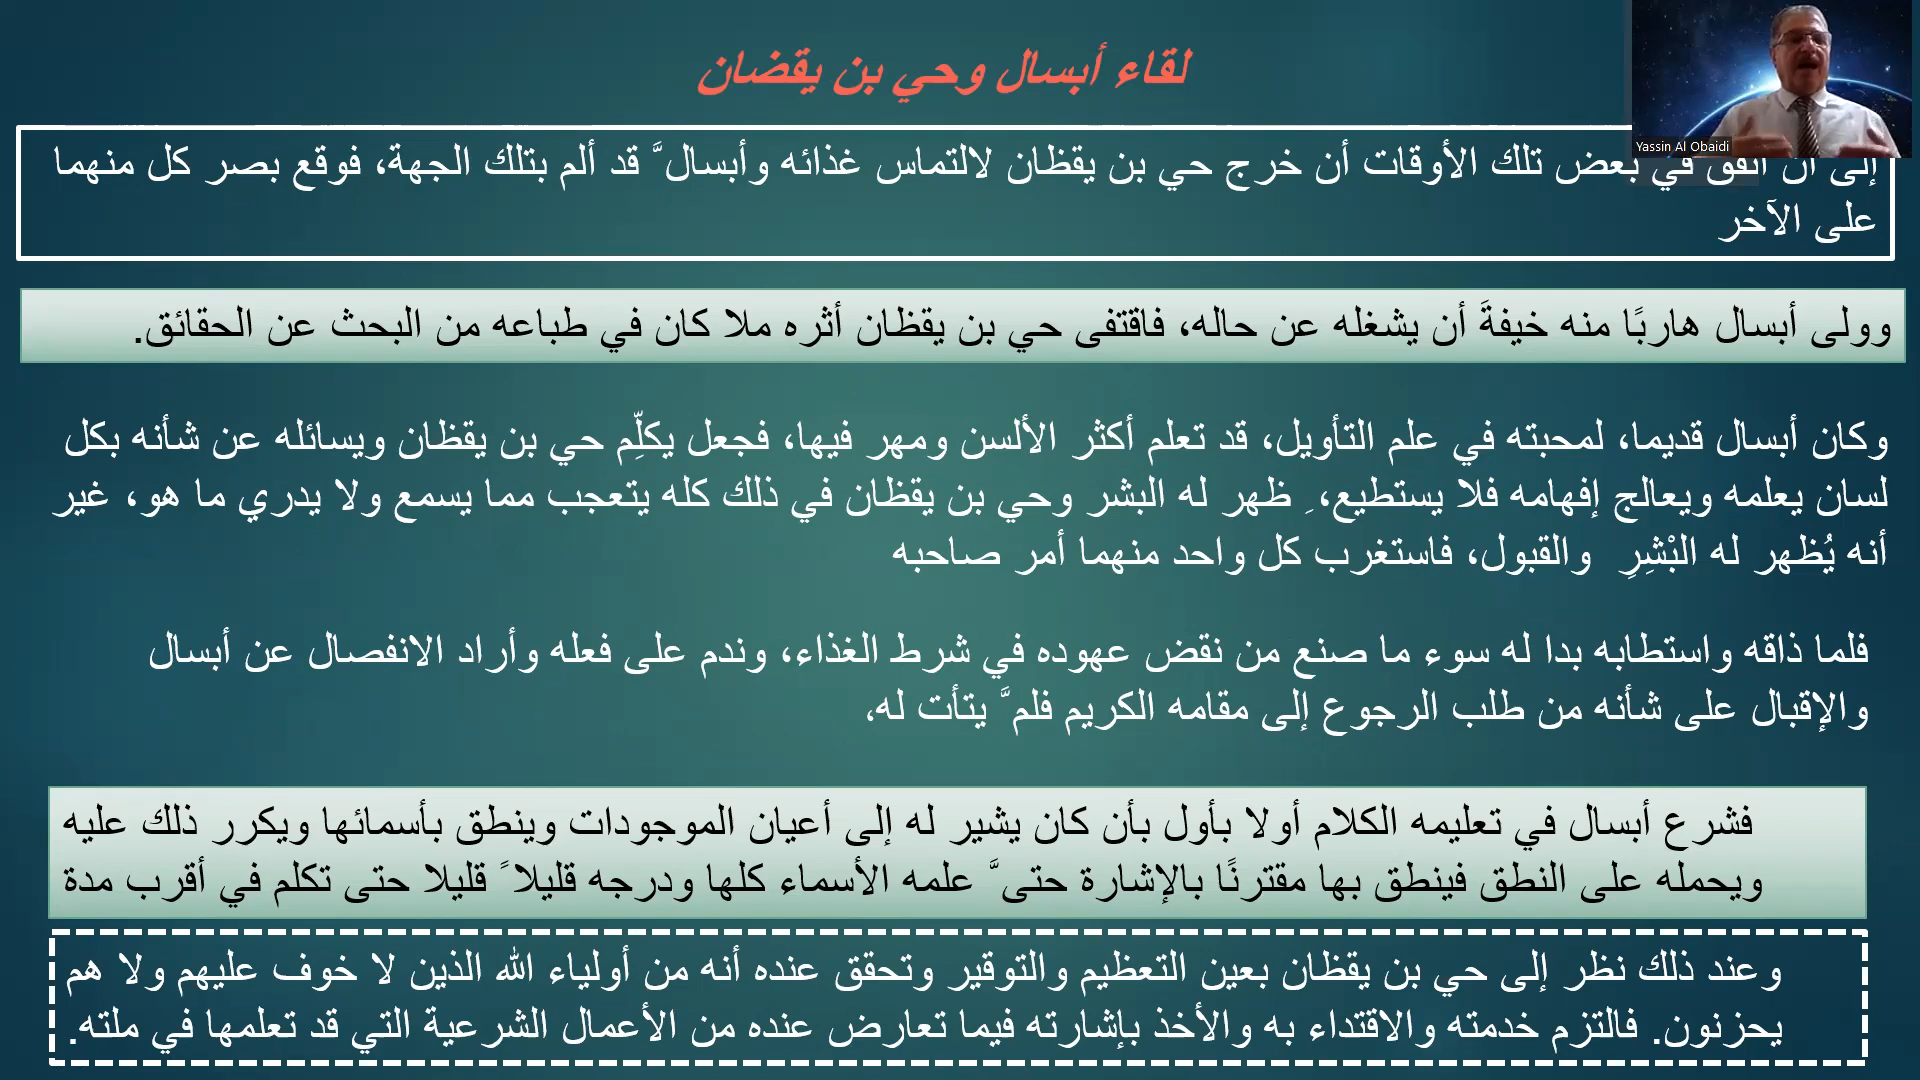 لقاء أبسال وحي بن يقضان
Yassin Al Obaidi
إلى أن اتفق في بعض تلك الأوقات أن خرج حي بن يقظان لالتماس غذائه وأبسال َّ قد ألم بتلك الجهة، فوقع بصر كل منهما
على الآخر
وولى أبسال هاربًا منه خيفةَ أن يشغله عن حاله، فاقتفى حي بن يقظان أثره ملا كان في طباعه من البحث عن الحقائق.
وكان أبسال قديما، لمحبته في علم التأويل، قد تعلم أكثر الألسن ومهر فيها، فجعل يكلِّم حي بن يقظان ويسائله عن شأنه بكل
لسان يعلمه ويعالج إفهامه فلا يستطيع، ِ ظهر له البشر وحي بن يقظان في ذلك كله يتعجب مما يسمع ولا يدري ما هو، غير
أنه يُظهر له البْشِرِ والقبول، فاستغرب كل واحد منهما أمر صاحبه
فلما ذاقه واستطابه بدا له سوء ما صنع من نقض عهوده في شرط الغذاء، وندم على فعله وأراد الانفصال عن أبسال
والإقبال على شأنه من طلب الرجوع إلى مقامه الكريم فلم َّ يتأت له،
فشرع أبسال في تعليمه الكلام أولا بأول بأن كان يشير له إلى أعيان الموجودات وينطق بأسمائها ويكرر ذلك عليه
ويحمله على النطق فينطق بها مقترنًا بالإشارة حتى َّ علمه الأسماء كلها ودرجه قليلا ً قليلا حتى تكلم في أقرب مدة
وعند ذلك نظر إلى حي بن يقظان بعين التعظيم والتوقير وتحقق عنده أنه من أولياء الله الذين لا خوف عليهم ولا هم
يحزنون. فالتزم خدمته والاقتداء به والأخذ بإشارته فيما تعارض عنده من الأعمال الشرعية التي قد تعلمها في ملته.